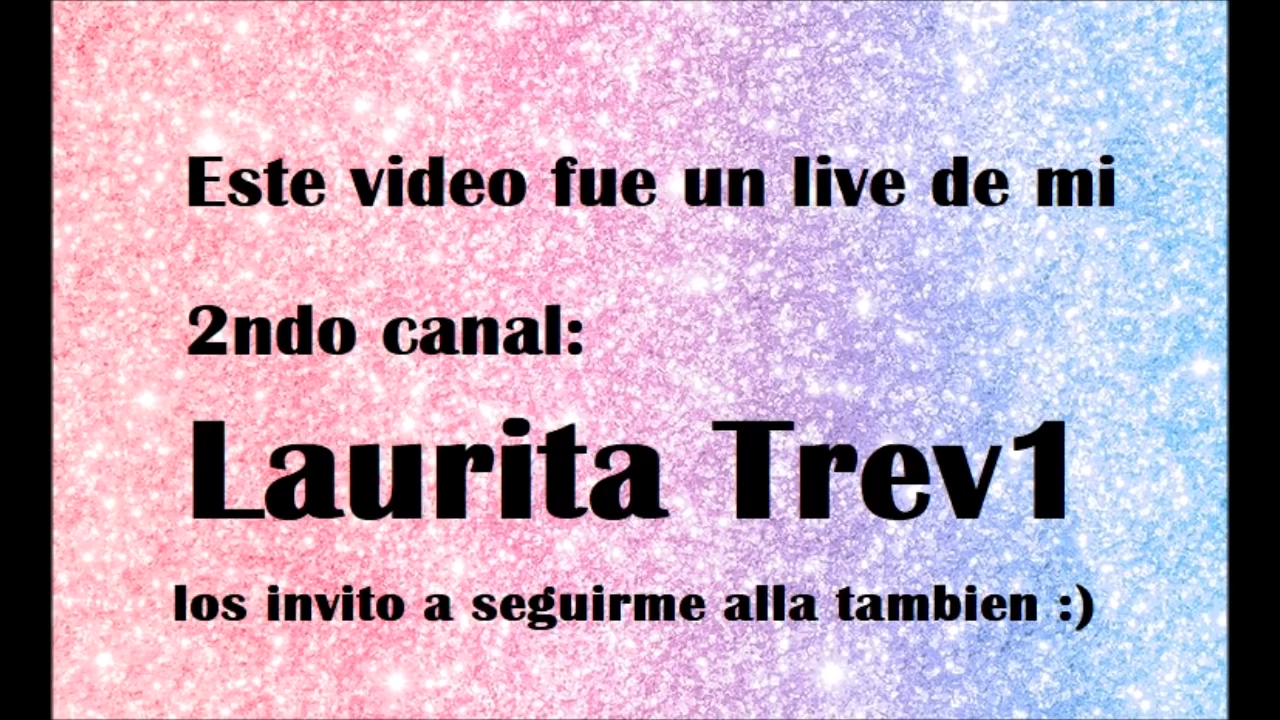 Este video fue un live de mi
2ndo canal:
Laurita Trev1
los invito a seguirme alla tambien :)